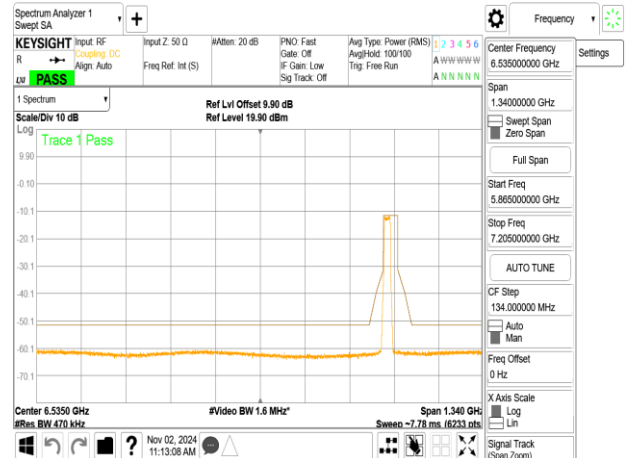 Spectrum Analyzer 1
Swept SA
+
Frequency
KEYSIGHT
R
LXI
PASS
Input: RF
Coupling: DC
Align: Auto
Input Z: 50 Ω
Freq Ref: Int (S)
#Atten: 20 dB
PNO: Fast
Gate: Off
IF Gain: Low
Sig Track: Off
Avg Type: Power (RMS)
Avg|Hold: 100/100
Trig: Free Run
1 2 3 4 5 6
A W W W W W
A N N N N N
Center Frequency
6.535000000 GHz
Settings
Span
1.34000000 GHz
Swept Span
Zero Span
Full Span
Start Freq
5.865000000 GHz
Stop Freq
7.205000000 GHz
AUTO TUNE
CF Step
134.000000 MHz
Auto
Man
Freq Offset
0 Hz
X Axis Scale
Log
Lin
Signal Track
(Span Zoom)
1 Spectrum
Scale/Div 10 dB
Ref Lvl Offset 9.90 dB
Ref Level 19.90 dBm
Log
Trace 1 Pass
9.90
-0.10
-10.1
-20.1
-30.1
-40.1
-50.1
-60.1
-70.1
Center 6.5350 GHz
#Res BW 470 kHz
#Video BW 1.6 MHz*
Span 1.340 GHz
Sweep ~7.78 ms (6233 pts
?
Nov 02, 2024
11:13:08 AM